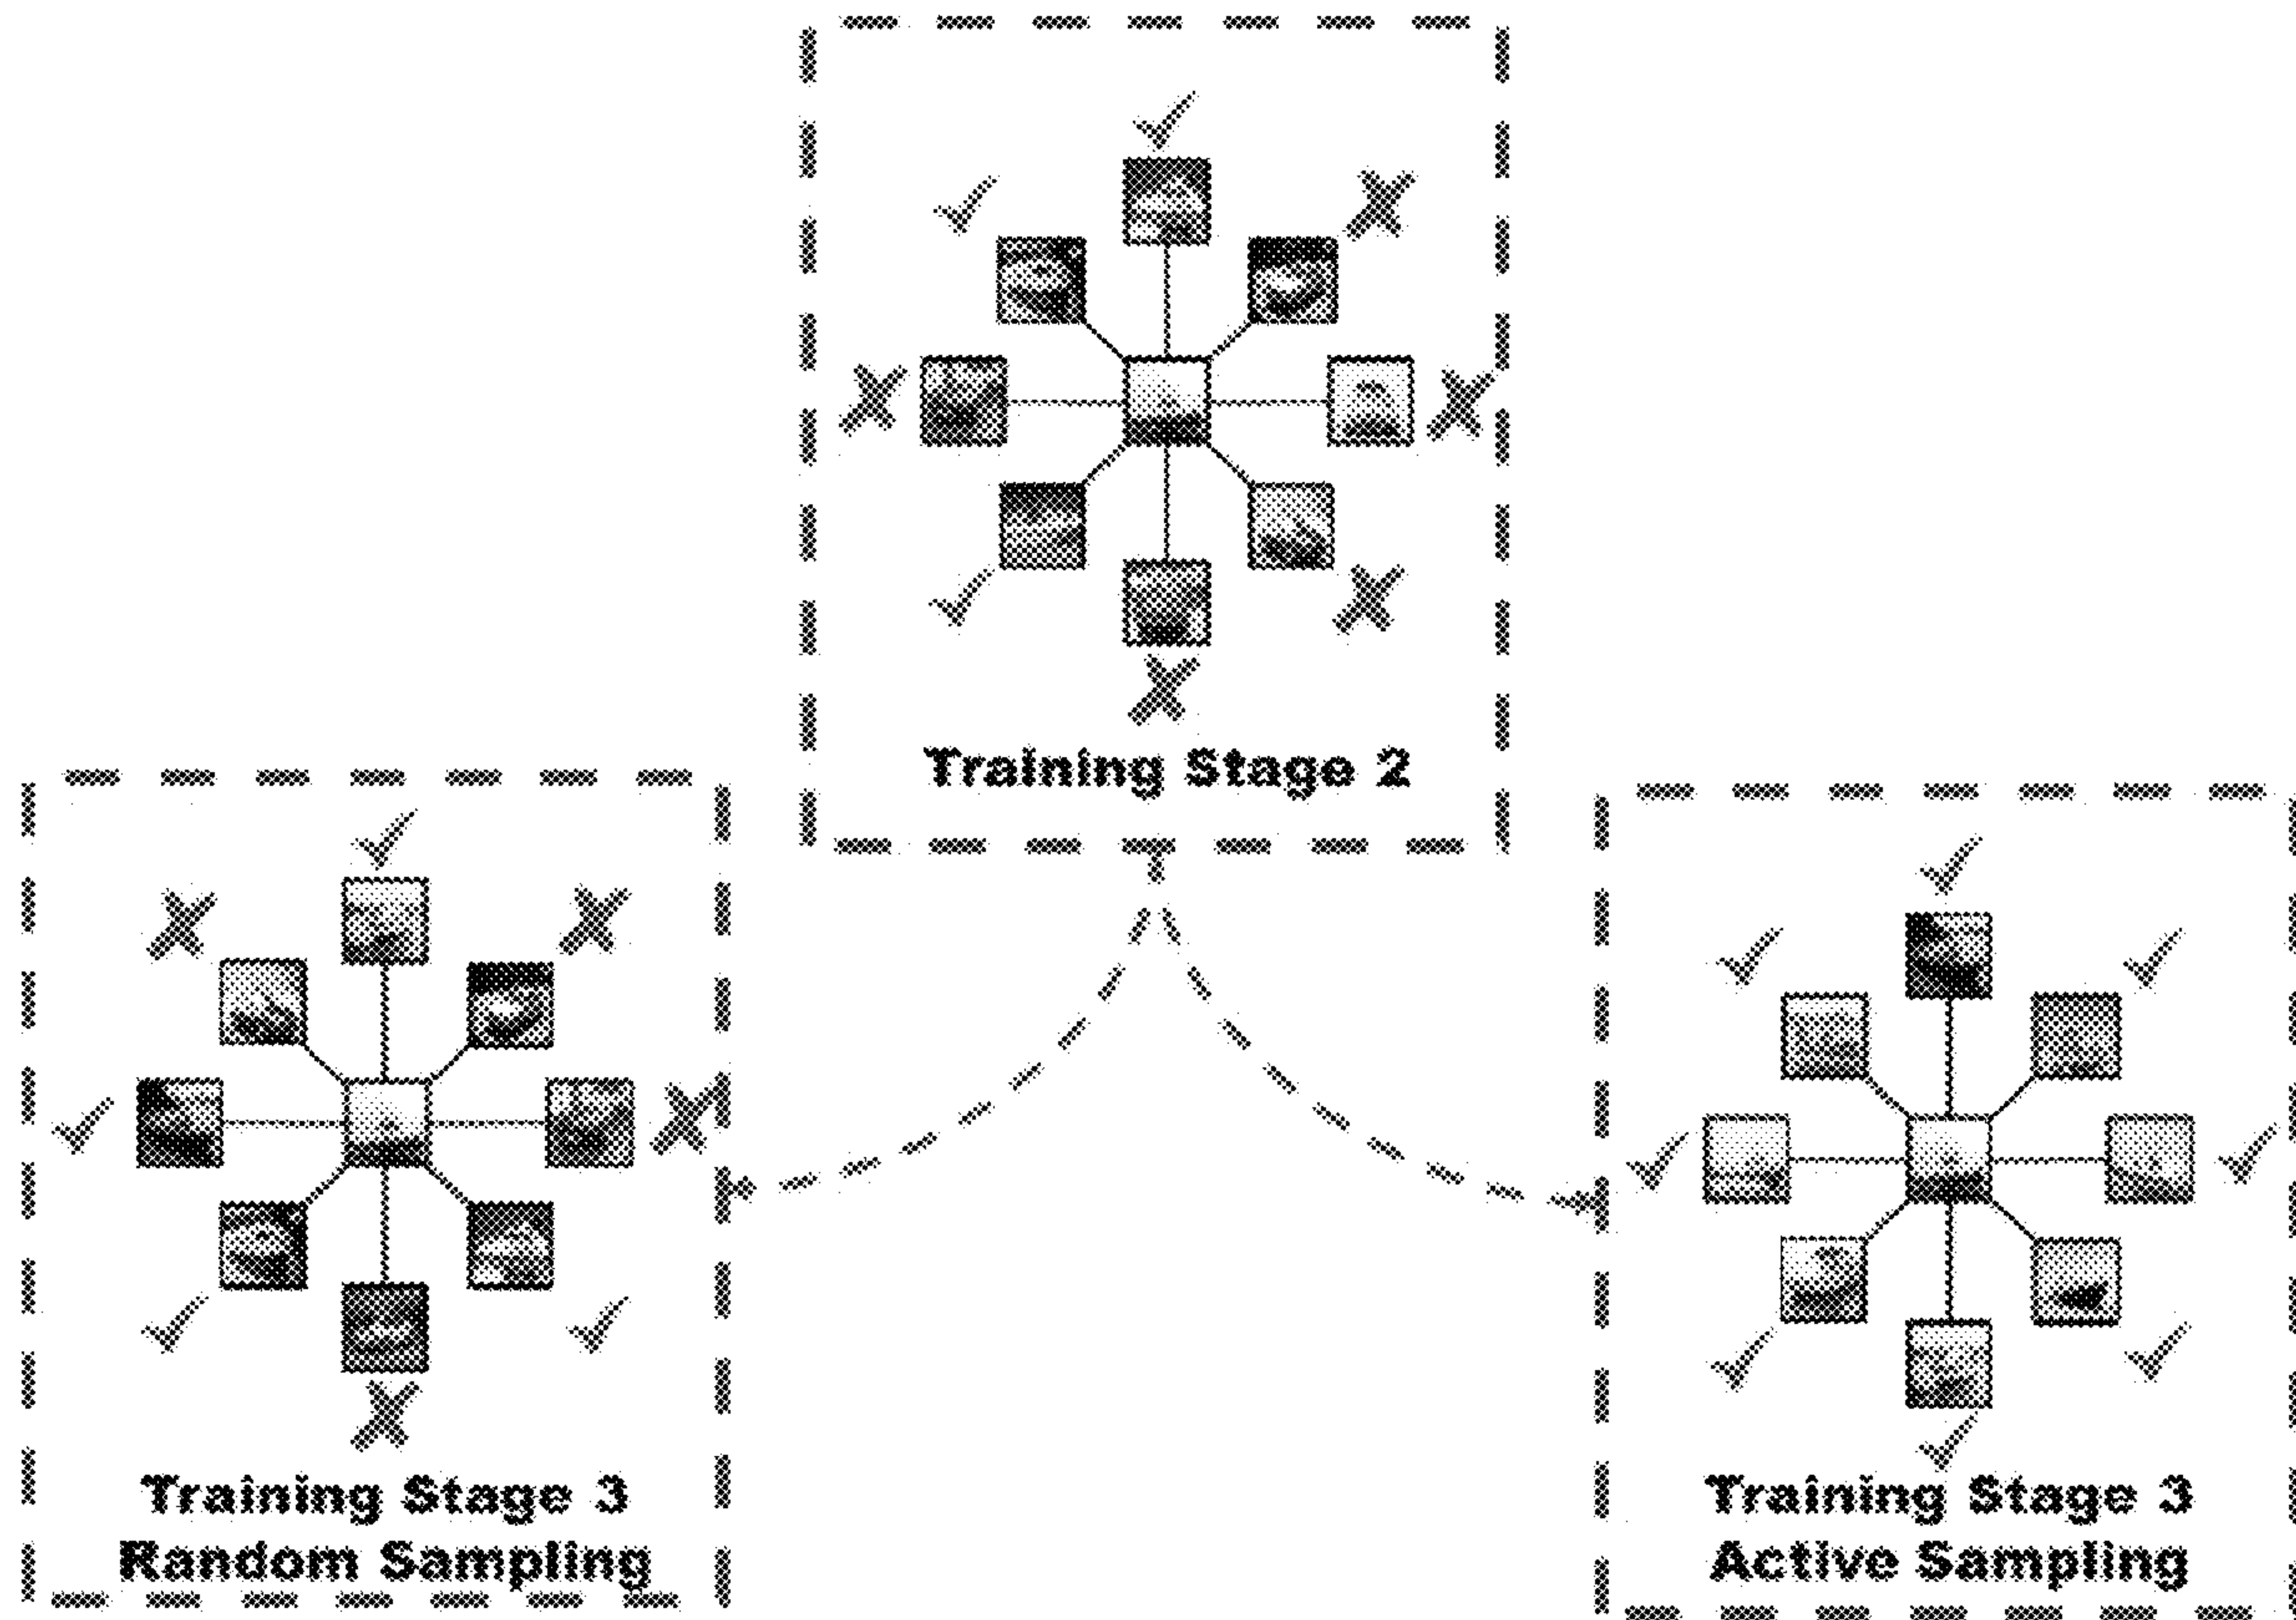 Training Stage 2
Training Stage 3
Random Sampling
Training Stage 3
Active Sampling